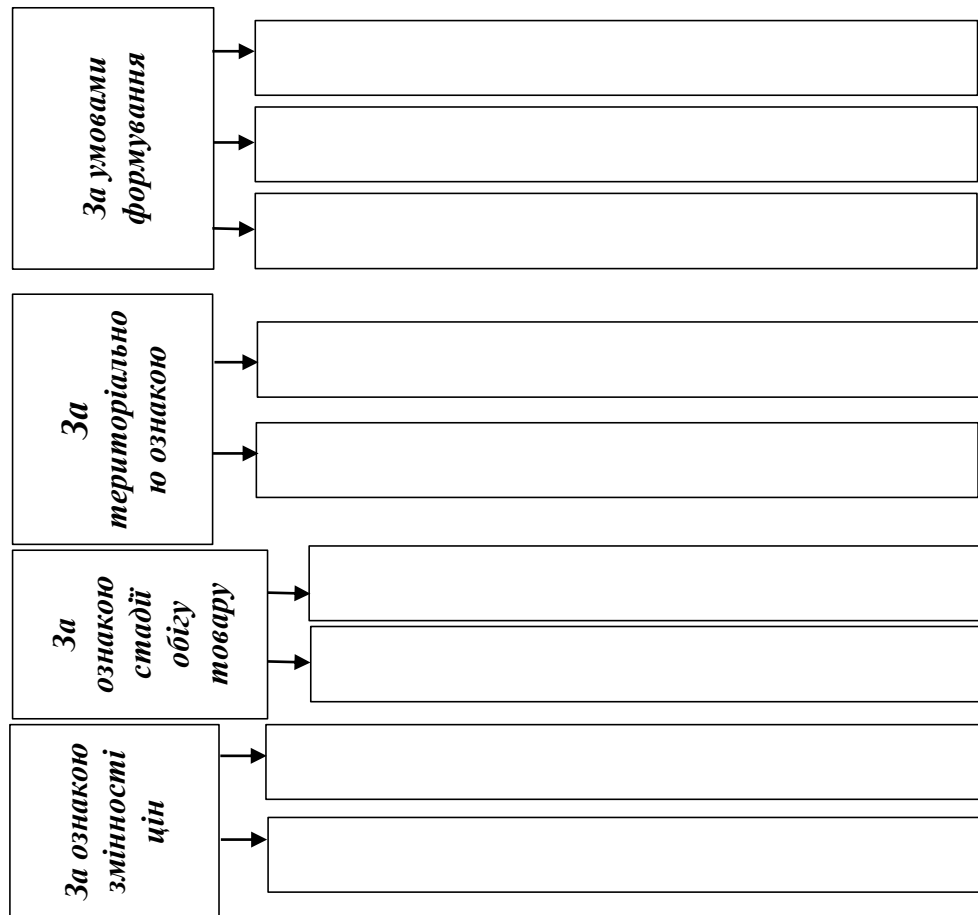 За умовами
формування
За
територіально
ю ознакою
За
ознакою
стадії
обігу
товару
За ознакою
змінності
цін